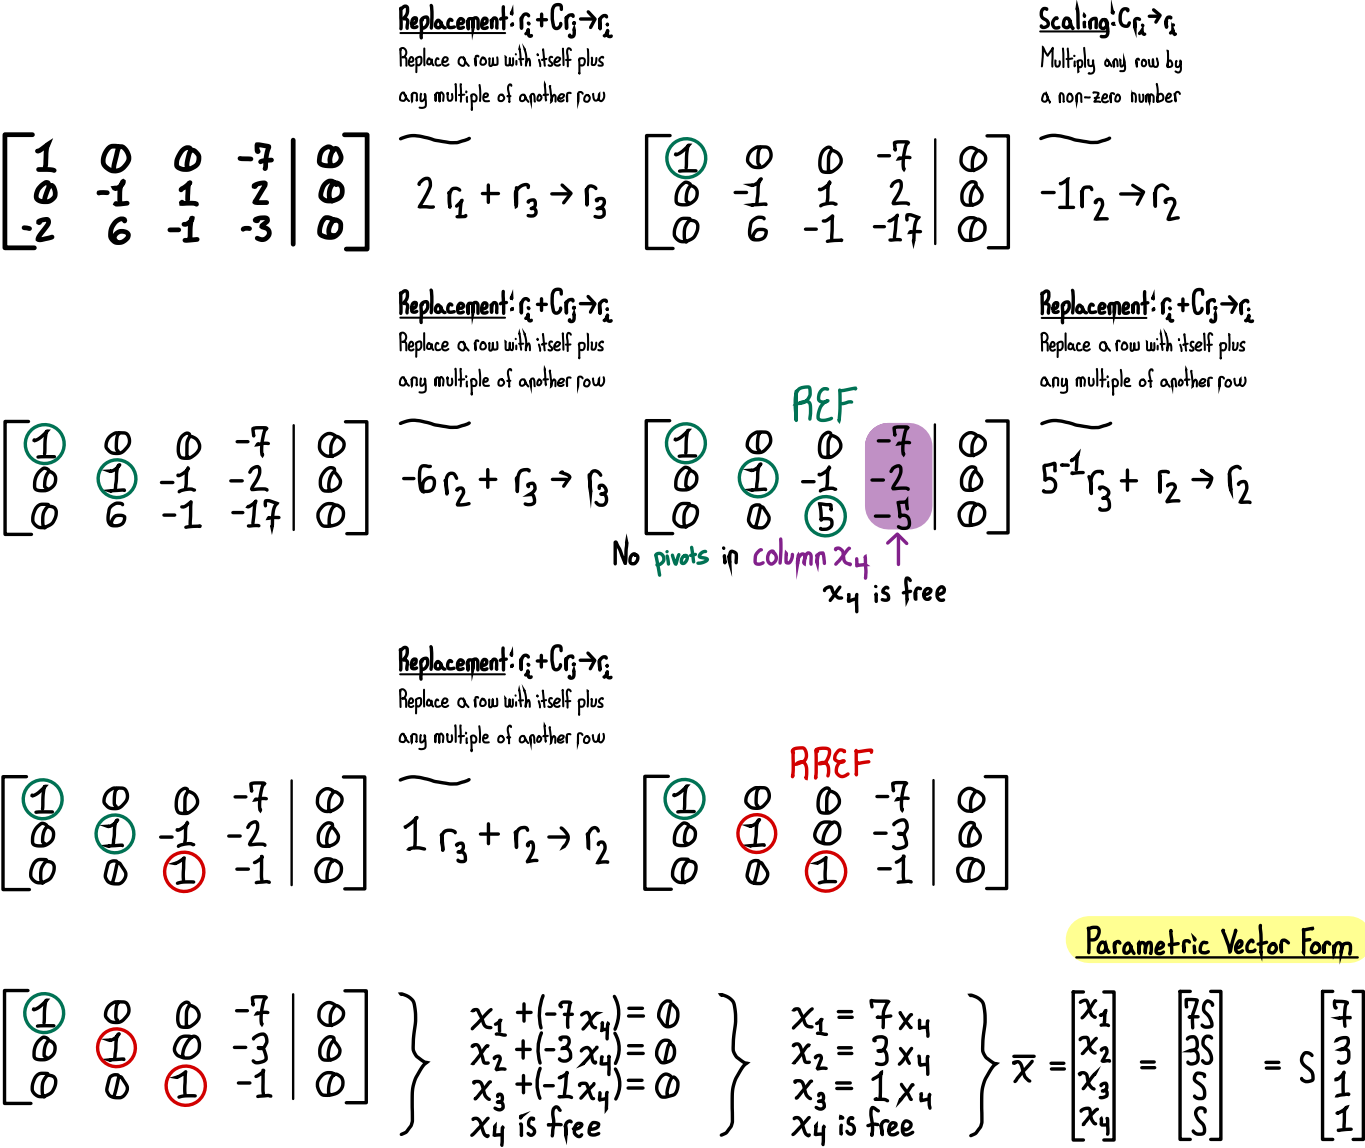 Replacement: rᵢ + Crⱼ → rᵢ
Replace a row with itself plus
any multiple of another row
Scaling: Crᵢ → rᵢ
Multiply any row by
a non-zero number
1 0 0 -7 | 0
0 -1 1 2 | 0
-2 6 -1 -3 | 0
2r₁ + r₃ → r₃
1 0 0 -7 | 0
0 -1 1 2 | 0
0 6 -1 -17 | 0
-1r₂ → r₂
Replacement: rᵢ + Crⱼ → rᵢ
Replace a row with itself plus
any multiple of another row
Replacement: rᵢ + Crⱼ → rᵢ
Replace a row with itself plus
any multiple of another row
1 0 0 -7 | 0
0 1 -1 -2 | 0
0 6 -1 -17 | 0
-6r₂ + r₃ → r₃
REF
1 0 0 -7 | 0
0 1 -1 -2 | 0
0 0 5 -5 | 0
No pivots in column x₄
x₄ is free
5⁻¹r₃ + r₂ → r₂
Replacement: rᵢ + Crⱼ → rᵢ
Replace a row with itself plus
any multiple of another row
1 0 0 -7 | 0
0 1 -1 -2 | 0
0 0 1 -1 | 0
1 r₃ + r₂ → r₂
RREF
1 0 0 -7 | 0
0 1 0 -3 | 0
0 0 1 -1 | 0
Parametric Vector Form
1 0 0 -7 | 0
0 1 0 -3 | 0
0 0 1 -1 | 0
x₁ + (-7x₄) = 0
x₂ + (-3x₄) = 0
x₃ + (-1x₄) = 0
x₄ is free
x₁ = 7x₄
x₂ = 3x₄
x₃ = 1x₄
x₄ is free
x̅ = [x₁ x₂ x₃ x₄] = [7S 3S S S] = S [7 3 1 1]